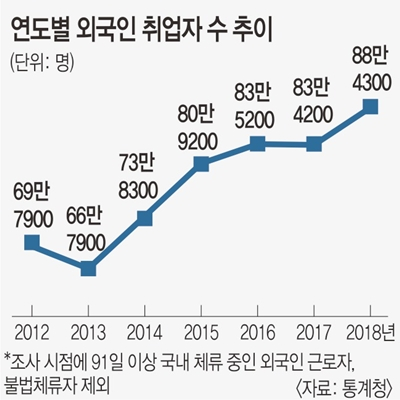 연도별 외국인 취업자 수 추이
(단위: 명)
69만
7900
66만
7900
73만
8300
80만
9200
83만
5200
83만
4200
88만
4300
2012 2013 2014 2015 2016 2017 2018년
*조사 시점에 91일 이상 국내 체류 중인 외국인 근로자,
불법체류자 제외 〈자료: 통계청〉